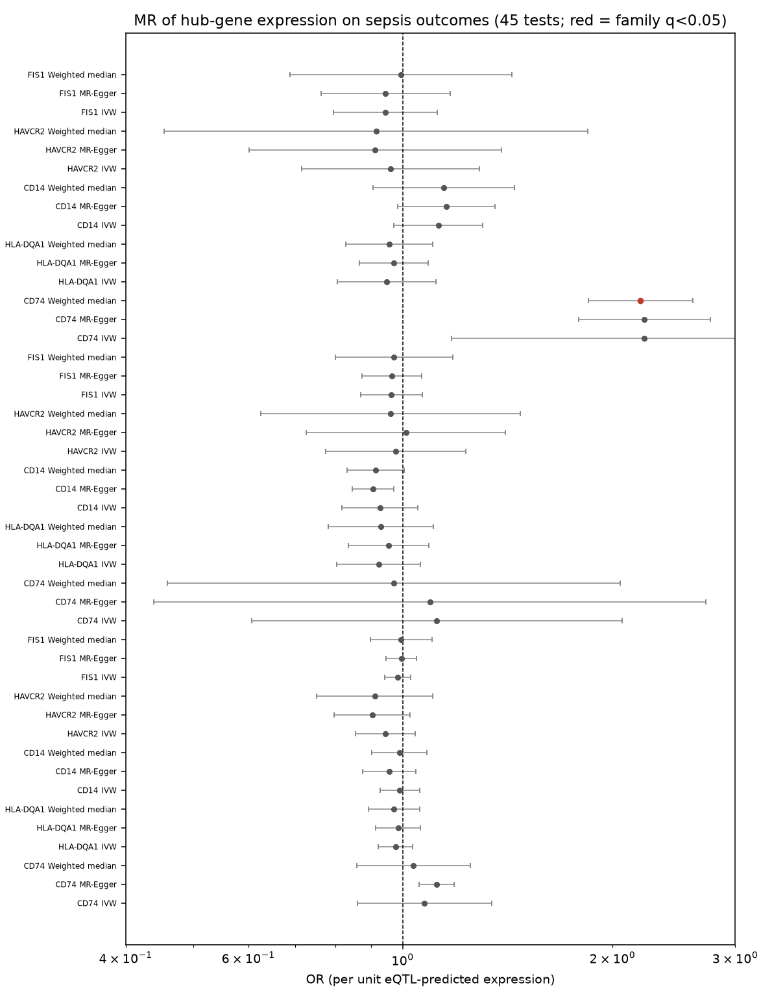 MR of hub-gene expression on sepsis outcomes (45 tests; red = family q<0.05)
FIS1 Weighted median
FIS1 MR-Egger
FIS1 IVW
HAVCR2 Weighted median
HAVCR2 MR-Egger
HAVCR2 IVW
CD14 Weighted median
CD14 MR-Egger
CD14 IVW
HLA-DQA1 Weighted median
HLA-DQA1 MR-Egger
HLA-DQA1 IVW
CD74 Weighted median
CD74 MR-Egger
CD74 IVW
FIS1 Weighted median
FIS1 MR-Egger
FIS1 IVW
HAVCR2 Weighted median
HAVCR2 MR-Egger
HAVCR2 IVW
CD14 Weighted median
CD14 MR-Egger
CD14 IVW
HLA-DQA1 Weighted median
HLA-DQA1 MR-Egger
HLA-DQA1 IVW
CD74 Weighted median
CD74 MR-Egger
CD74 IVW
FIS1 Weighted median
FIS1 MR-Egger
FIS1 IVW
HAVCR2 Weighted median
HAVCR2 MR-Egger
HAVCR2 IVW
CD14 Weighted median
CD14 MR-Egger
CD14 IVW
HLA-DQA1 Weighted median
HLA-DQA1 MR-Egger
HLA-DQA1 IVW
CD74 Weighted median
CD74 MR-Egger
CD74 IVW
4 × 10⁻¹ 6 × 10⁻¹ 10⁰ 2 × 10⁰ 3 × 10⁰
OR (per unit eQTL-predicted expression)